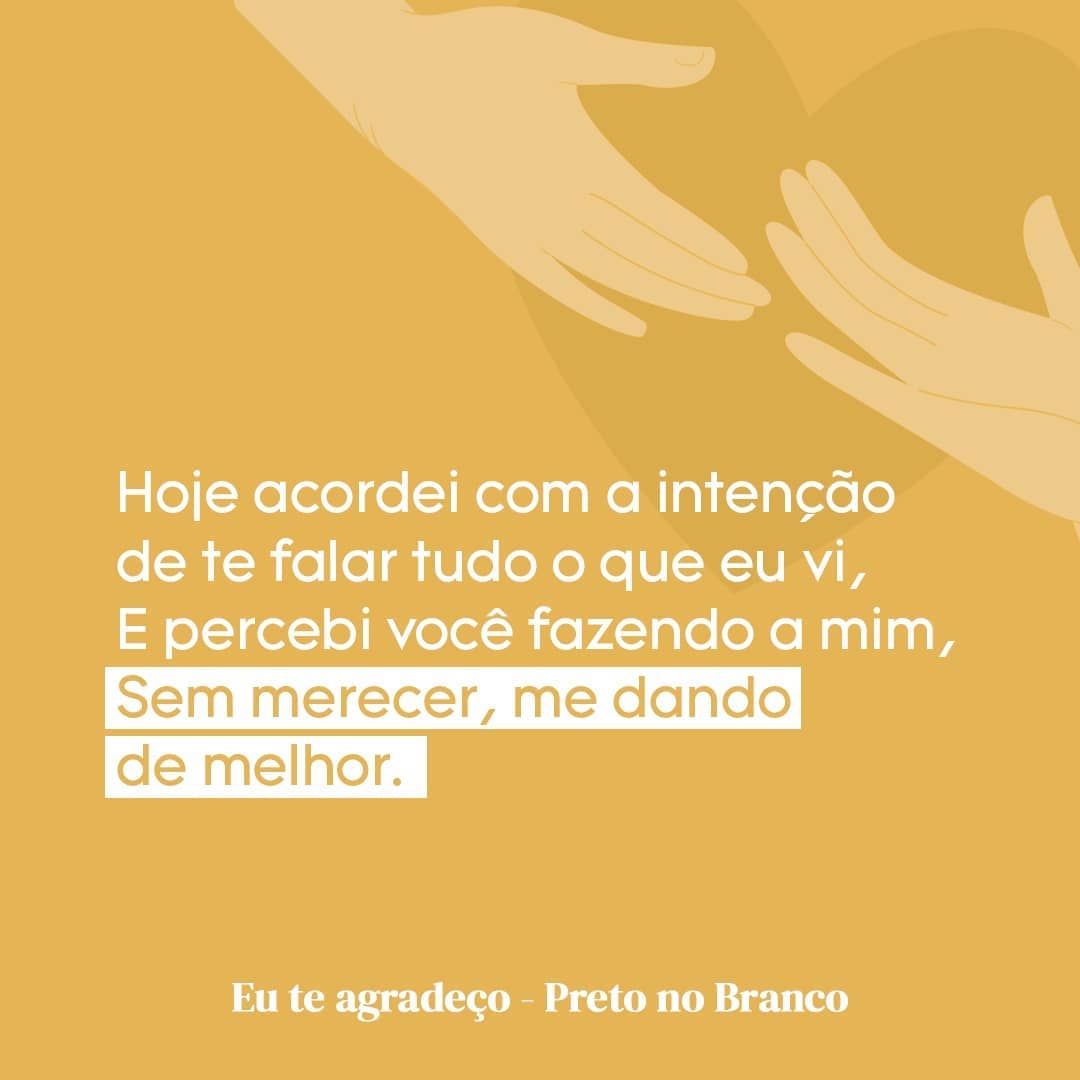 Hoje acordei com a intenção
de te falar tudo o que eu vi,
E percebi você fazendo a mim,
Sem merecer, me dando
de melhor.
Eu te agradeço - Preto no Branco